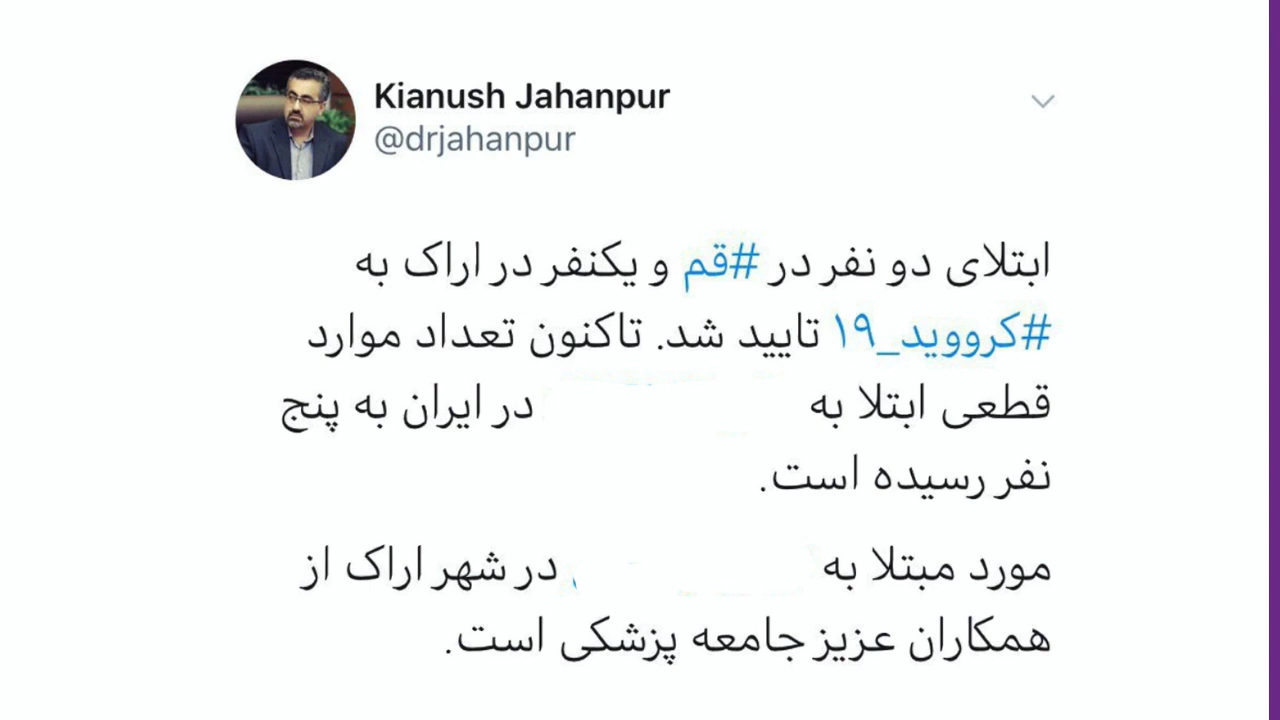 Kianush Jahanpur
@drjahanpur
ابتلای دو نفر در #قم و یکنفر در اراک به
#کرووید_۱۹ تایید شد. تاکنون تعداد موارد
قطعی ابتلا به در ایران به پنج
نفر رسیده است.
مورد مبتلا به در شهر اراک از
همکاران عزیز جامعه پزشکی است.